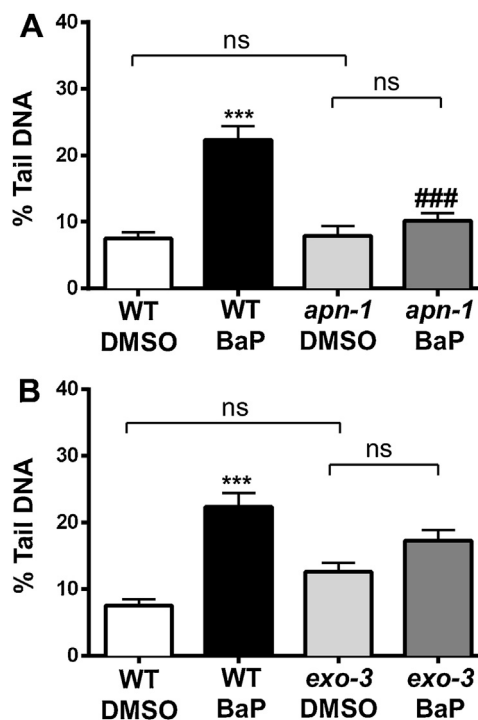 A
% Tail DNA
40
30
20
10
0
ns
ns
***
###
WT
DMSO
WT
BaP
apn-1
DMSO
apn-1
BaP
B
% Tail DNA
40
30
20
10
0
ns
ns
***
WT
DMSO
WT
BaP
exo-3
DMSO
exo-3
BaP